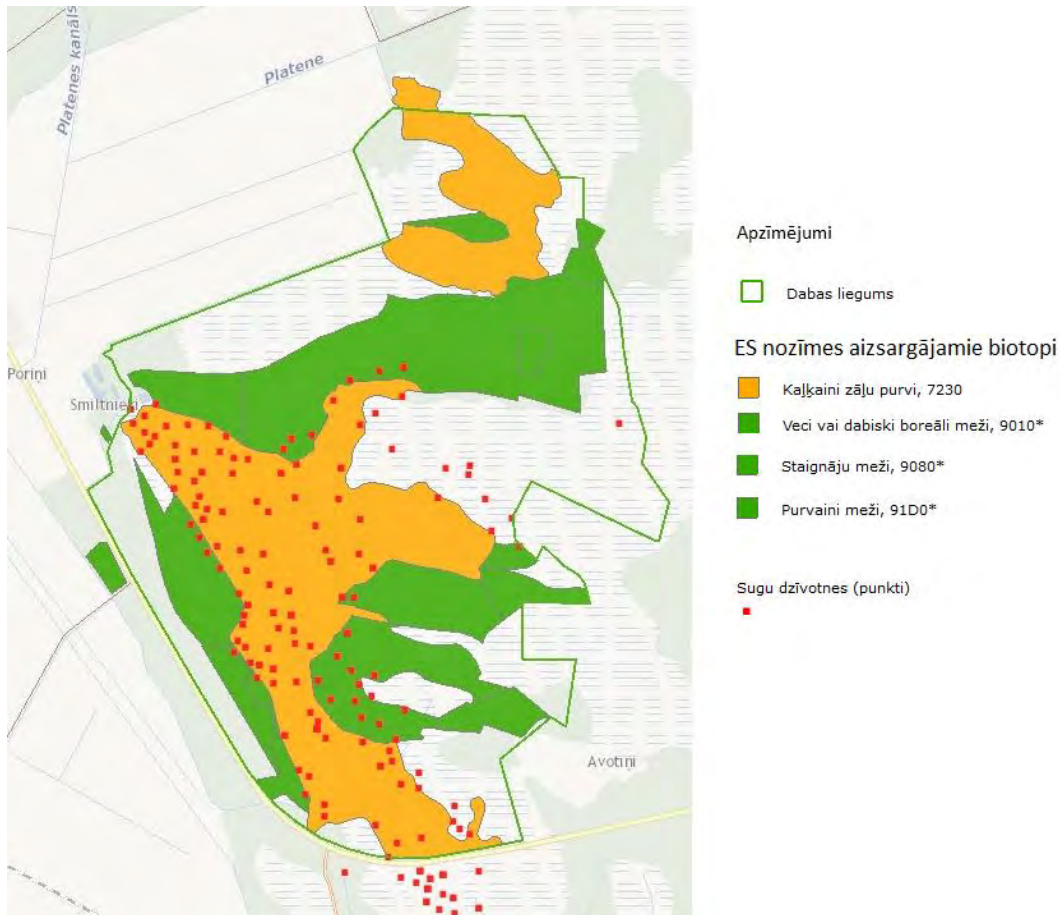 Platenes kanāls
Platene
Poriņi
Smiltnieki
Avotiņi
Apzīmējumi
Dabas liegums
ES nozīmes aizsargājamie biotopi
Kaļķaini zāļu purvi, 7230
Veci vai dabiski boreāli meži, 9010*
Staignāju meži, 9080*
Purvaini meži, 91D0*
Sugu dzīvotnes (punkti)